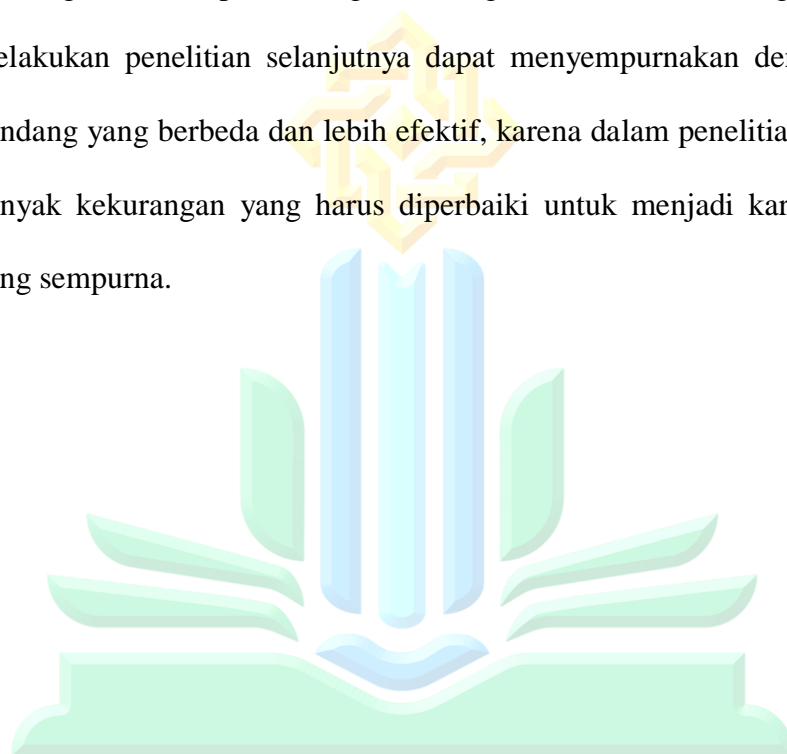 elakukan penelitian selanjutnya dapat menyempurnakan de
ndang yang berbeda dan lebih efektif, karena dalam penelitia
nyak kekurangan yang harus diperbaiki untuk menjadi kar
ng sempurna.